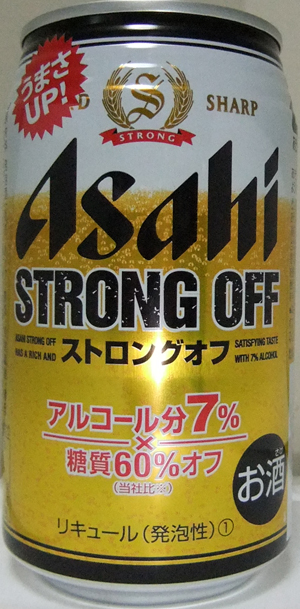 うまさ
UP!
D
SHARP
S
STRONG
Asahi
STRONG OFF
ASAHI STRONG OFF
HAS A RICH AND
ストロングオフ
SATISFYING TASTE
WITH 7% ALCOHOL
アルコール分7%
×
糖質60%オフ
(当社比※)
お酒
リキュール(発泡性)①